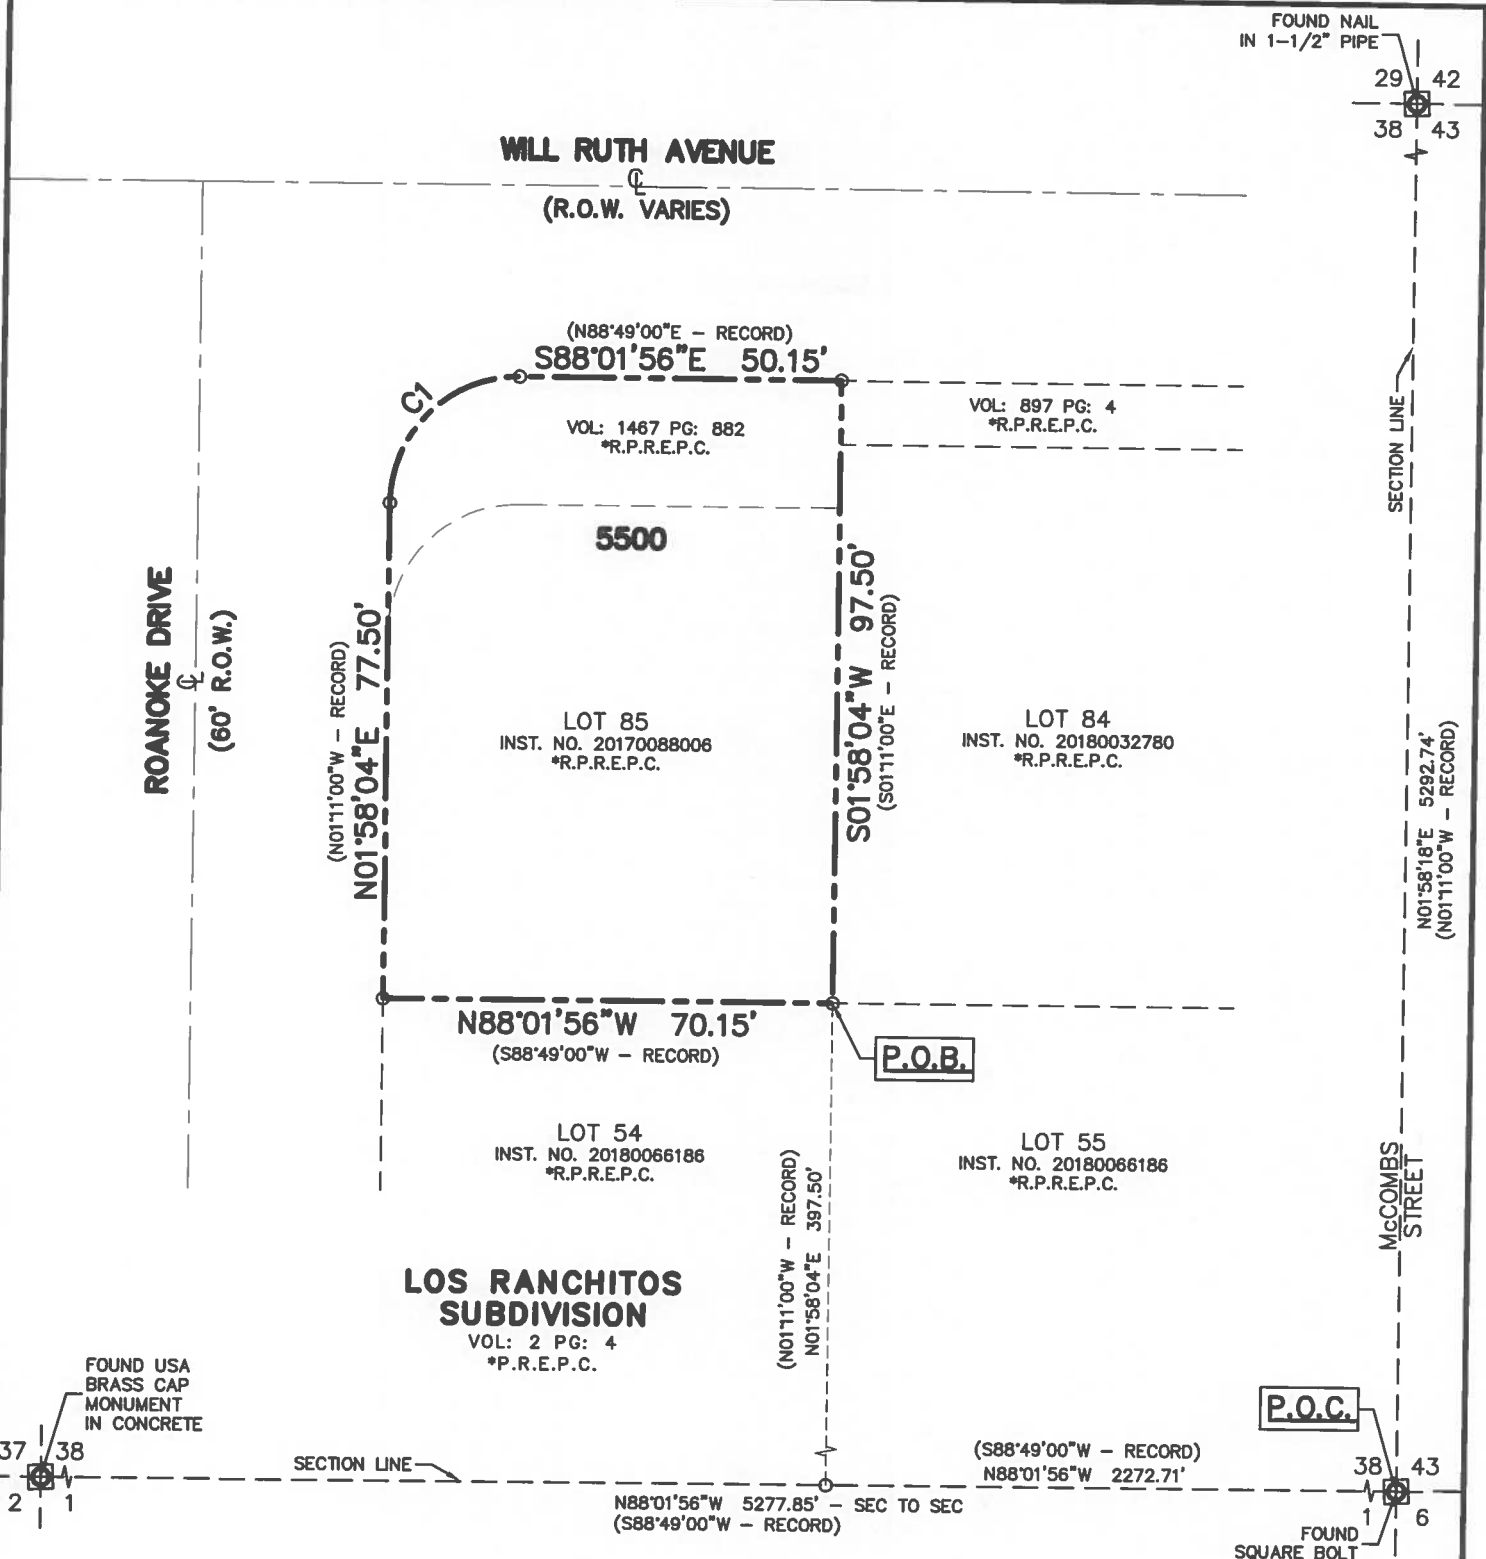 FOUND NAIL
IN 1-1/2" PIPE
29 42
38 43
WILL RUTH AVENUE
℄
(R.O.W. VARIES)
(N88°49'00"E - RECORD)
S88°01'56"E 50.15'
C1
VOL: 1467 PG: 882
*R.P.R.E.P.C.
VOL: 897 PG: 4
*R.P.R.E.P.C.
SECTION LINE
5500
ROANOKE DRIVE
℄
(60' R.O.W.)
(N01°11'00"W - RECORD)
N01°58'04"E 77.50'
S01°58'04"W 97.50'
(S01°11'00"E - RECORD)
LOT 85
INST. NO. 20170088006
*R.P.R.E.P.C.
LOT 84
INST. NO. 20180032780
*R.P.R.E.P.C.
N01°58'18"E 5292.74'
(N01°11'00"W - RECORD)
N88°01'56"W 70.15'
(S88°49'00"W - RECORD)
P.O.B.
LOT 54
INST. NO. 20180066186
*R.P.R.E.P.C.
LOT 55
INST. NO. 20180066186
*R.P.R.E.P.C.
(N01°11'00"W - RECORD)
N01°58'04"E 397.50'
McCOMBS
STREET
LOS RANCHITOS
SUBDIVISION
VOL: 2 PG: 4
*P.R.E.P.C.
FOUND USA
BRASS CAP
MONUMENT
IN CONCRETE
P.O.C.
37 38
2 1
SECTION LINE
(S88°49'00"W - RECORD)
N88°01'56"W 2272.71'
38 43
1 6
N88°01'56"W 5277.85' - SEC TO SEC
(S88°49'00"W - RECORD)
FOUND
SQUARE BOLT